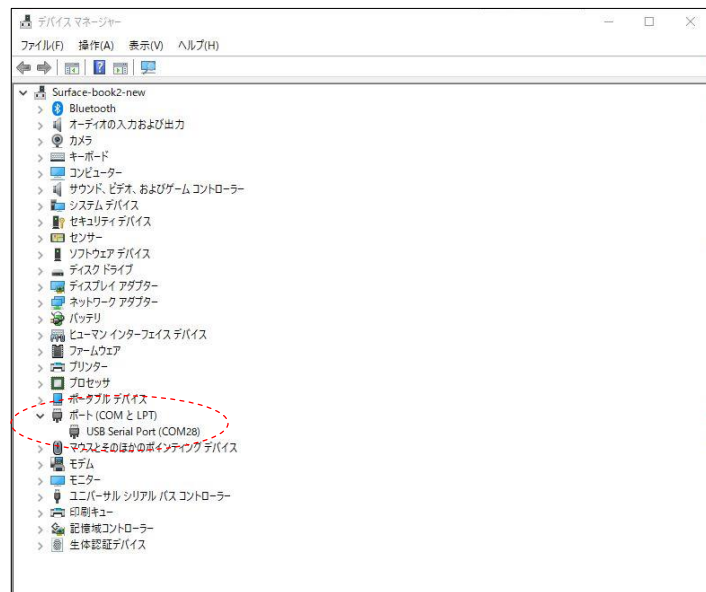 デバイス マネージャー
ファイル(F) 操作(A) 表示(V) ヘルプ(H)
Surface-book2-new
Bluetooth
オーディオの入力および出力
カメラ
キーボード
コンピューター
サウンド、ビデオ、およびゲーム コントローラー
システム デバイス
セキュリティ デバイス
センサー
ソフトウェア デバイス
ディスク ドライブ
ディスプレイ アダプター
ネットワーク アダプター
バッテリ
ヒューマン インターフェイス デバイス
ファームウェア
プリンター
プロセッサ
ポータブル デバイス
ポート (COM と LPT)
USB Serial Port (COM28)
マウスとそのほかのポインティング デバイス
モデム
モニター
ユニバーサル シリアル バス コントローラー
印刷キュー
記憶域コントローラー
生体認証デバイス